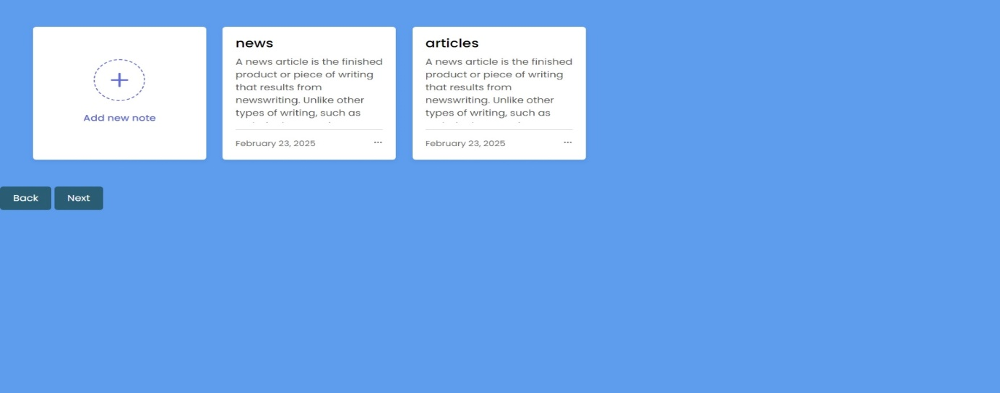 Add new note
news
A news article is the finished
product or piece of writing
that results from
newswriting. Unlike other
types of writing, such as
February 23, 2025
articles
A news article is the finished
product or piece of writing
that results from
newswriting. Unlike other
types of writing, such as
February 23, 2025
Back
Next